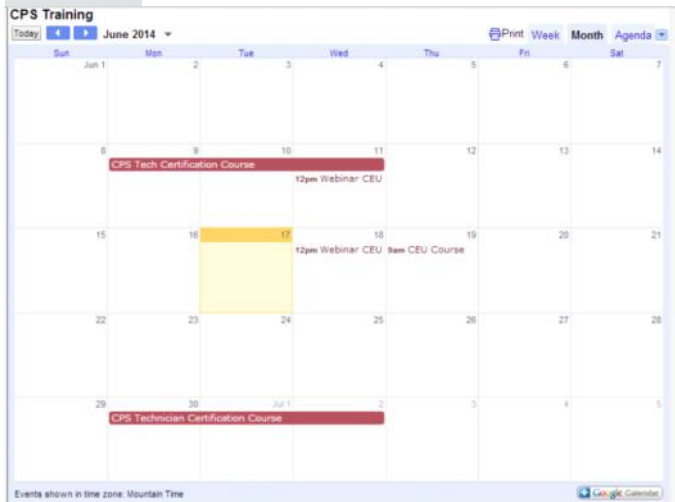 CPS Training
Today June 2014 Print Week Month Agenda
Sun Mon Tue Wed Thu Fri Sat
Jun 1 2 3 4 5 6 7
8 9 10 11 12 13 14
CPS Tech Certification Course
12pm Webinar CEU
15 16 17 18 19 20 21
12pm Webinar CEU 9am CEU Course
22 23 24 25 26 27 28
29 30 Jul 1 2 3 4 5
CPS Technician Certification Course
Events shown in time zone: Mountain Time Google Calendar